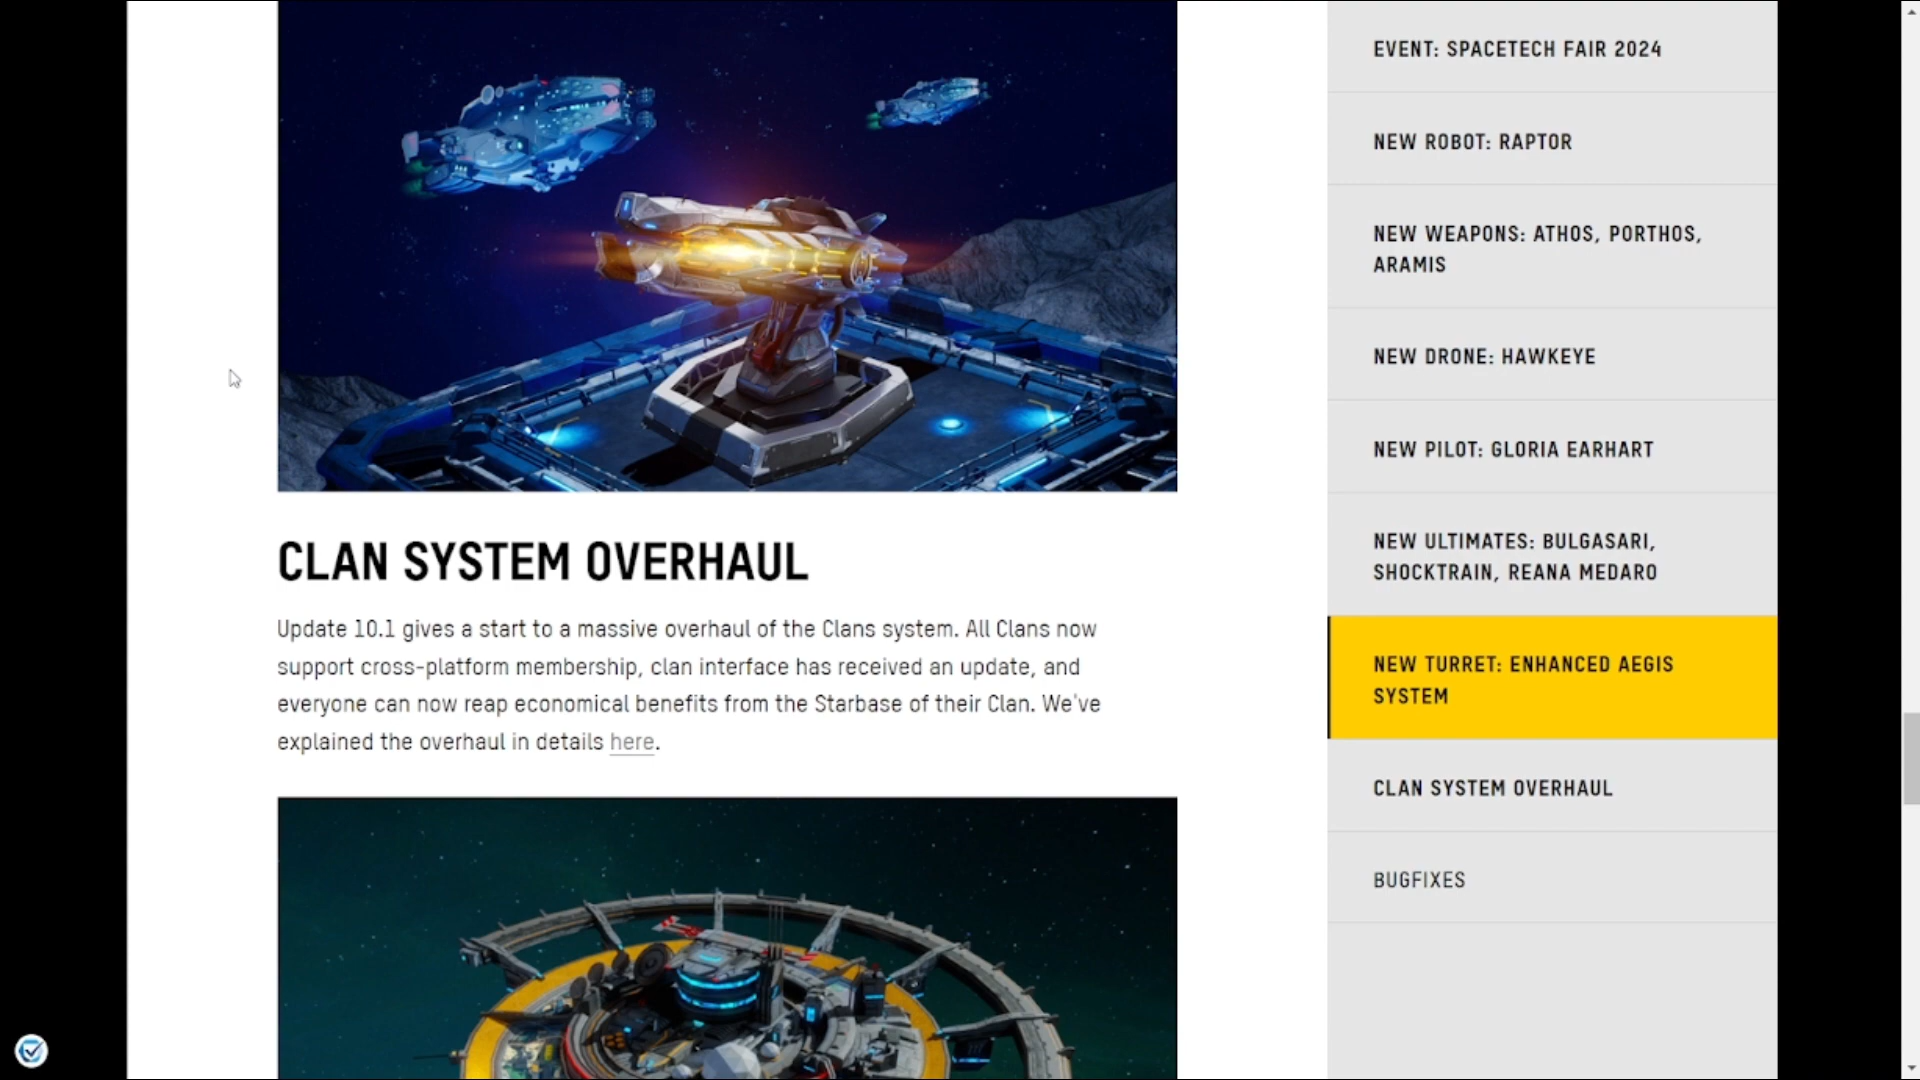 CLAN SYSTEM OVERHAUL
Update 10.1 gives a start to a massive overhaul of the Clans system. All Clans now
support cross-platform membership, clan interface has received an update, and
everyone can now reap economical benefits from the Starbase of their Clan. We've
explained the overhaul in details here.
EVENT: SPACETECH FAIR 2024
NEW ROBOT: RAPTOR
NEW WEAPONS: ATHOS, PORTHOS,
ARAMIS
NEW DRONE: HAWKEYE
NEW PILOT: GLORIA EARHART
NEW ULTIMATES: BULGASARI,
SHOCKTRAIN, REANA MEDARO
NEW TURRET: ENHANCED AEGIS
SYSTEM
CLAN SYSTEM OVERHAUL
BUGFIXES